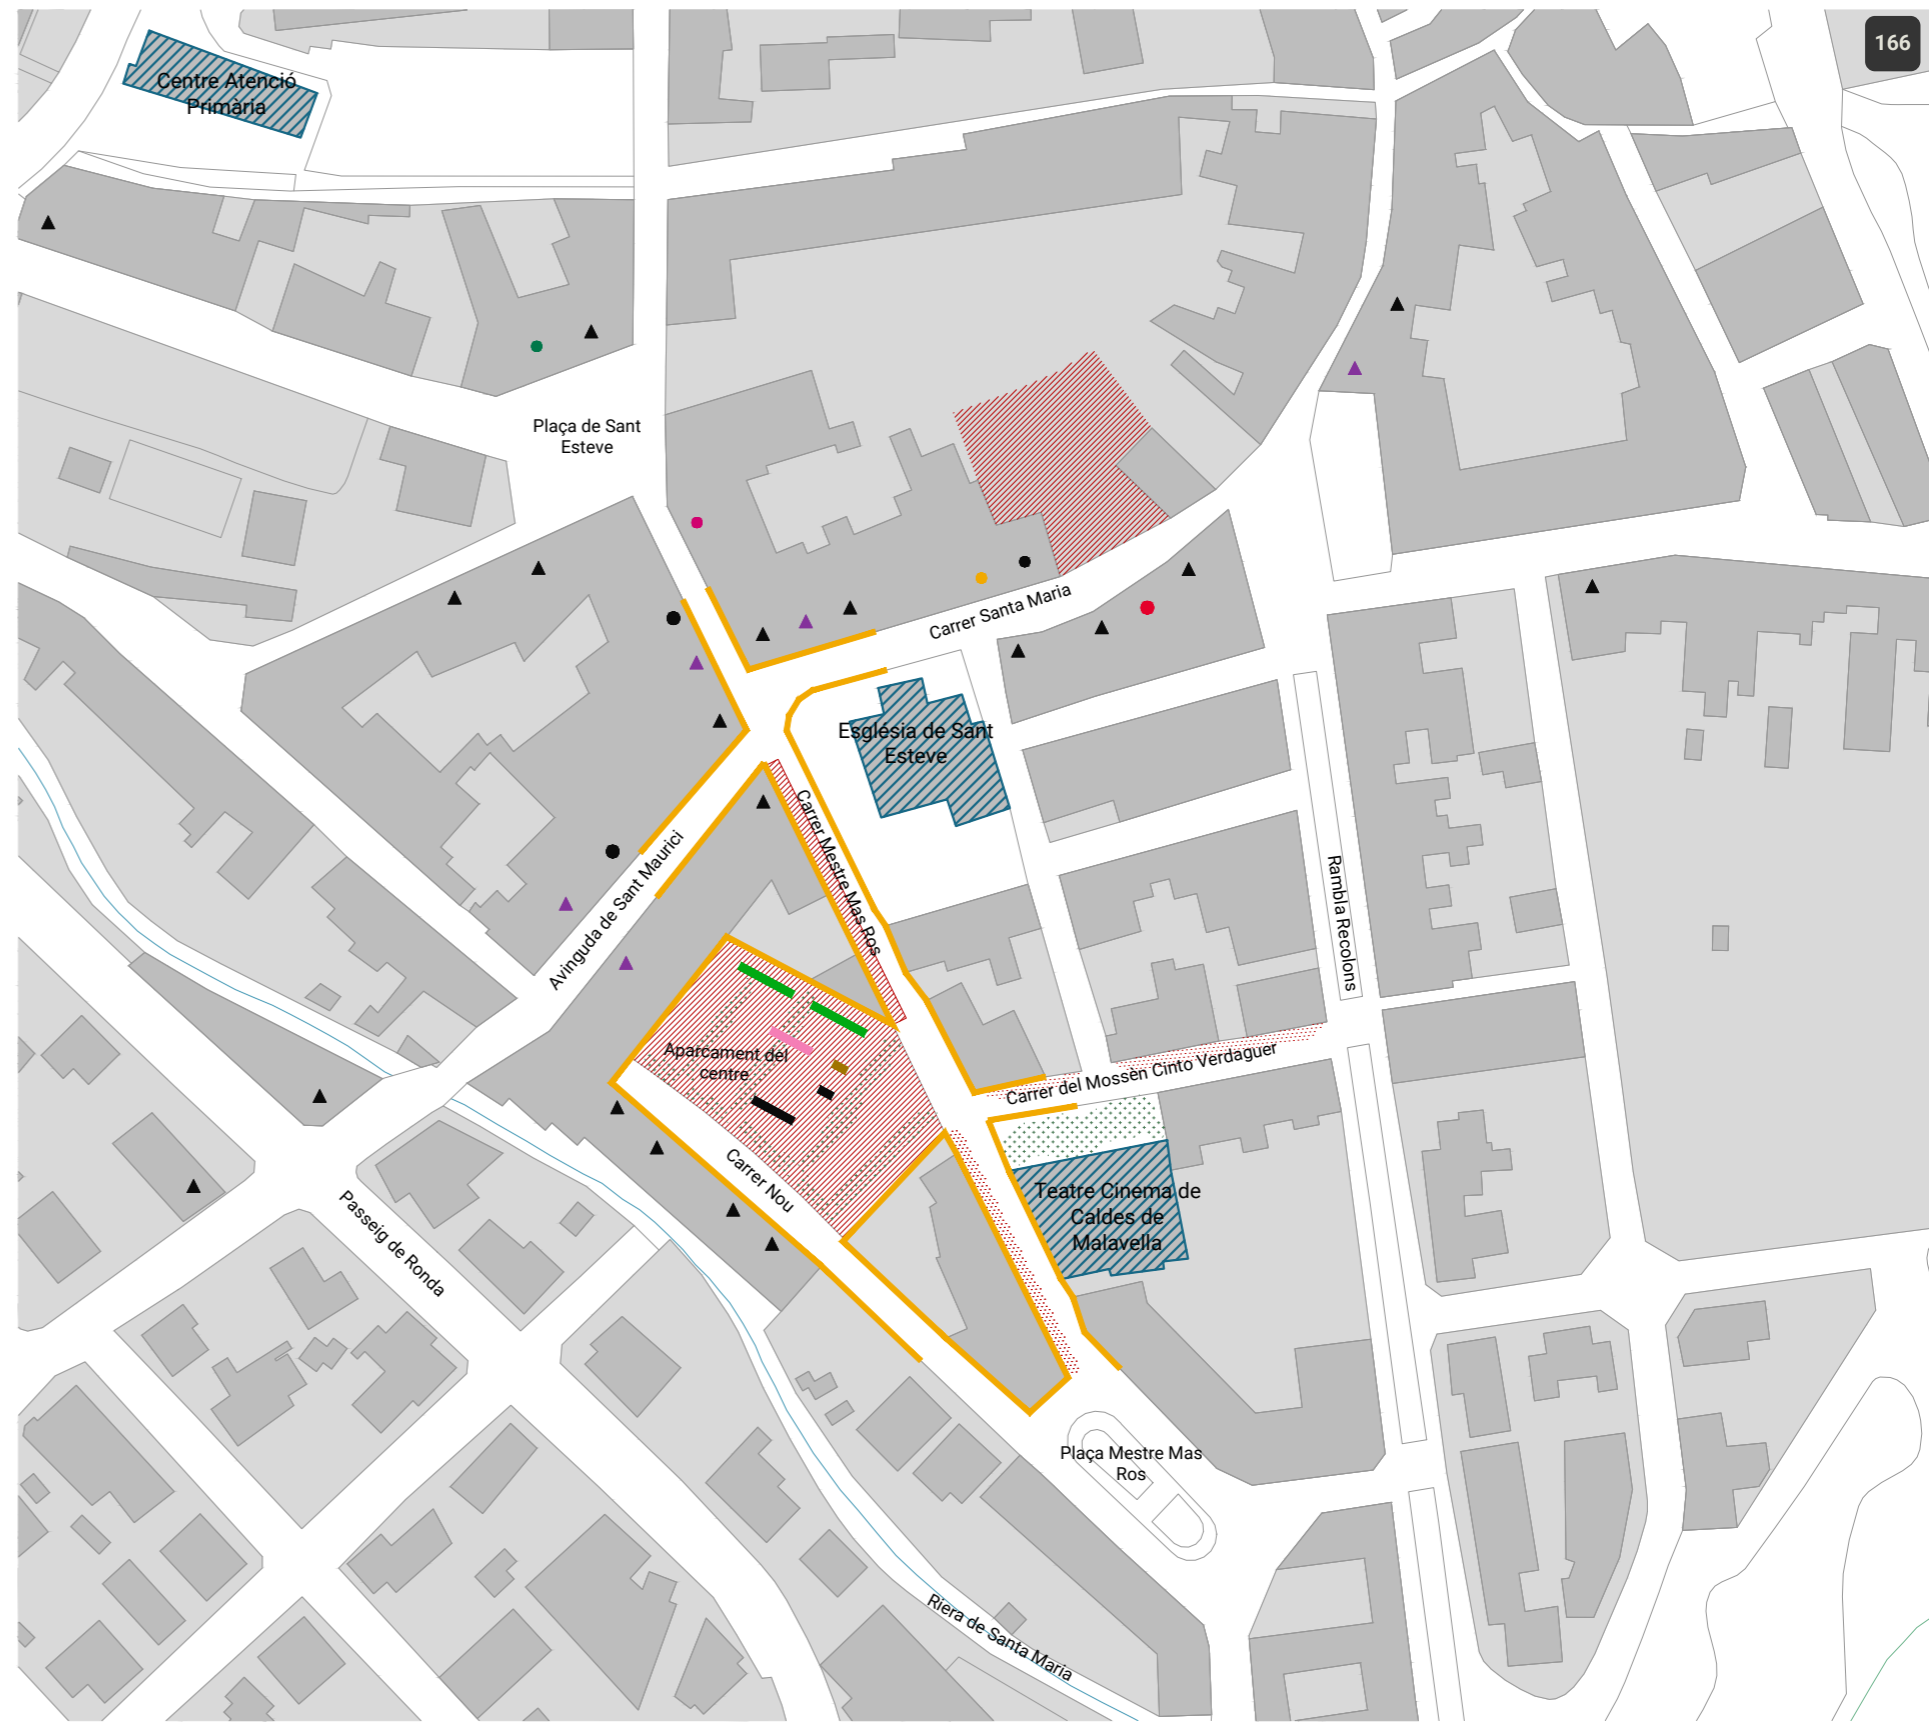 166
Centre Atenció
Primària
Plaça de Sant
Esteve
Carrer Santa Maria
Església de Sant
Esteve
Carrer Mestre Mas Ros
Avinguda de Sant Maurici
Rambla Recolons
Aparcament del
centre
Carrer del Mossèn Cinto Verdaguer
Carrer Nou
Teatre Cinema de
Caldes de
Malavella
Passeig de Ronda
Plaça Mestre Mas
Ros
Riera de Santa Maria